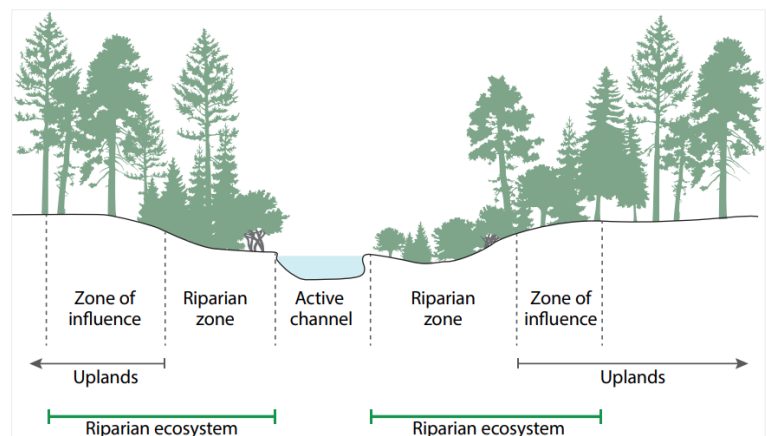 Zone of
influence
Riparian
zone
Active
channel
Riparian
zone
Zone of
influence
Uplands
Uplands
Riparian ecosystem
Riparian ecosystem